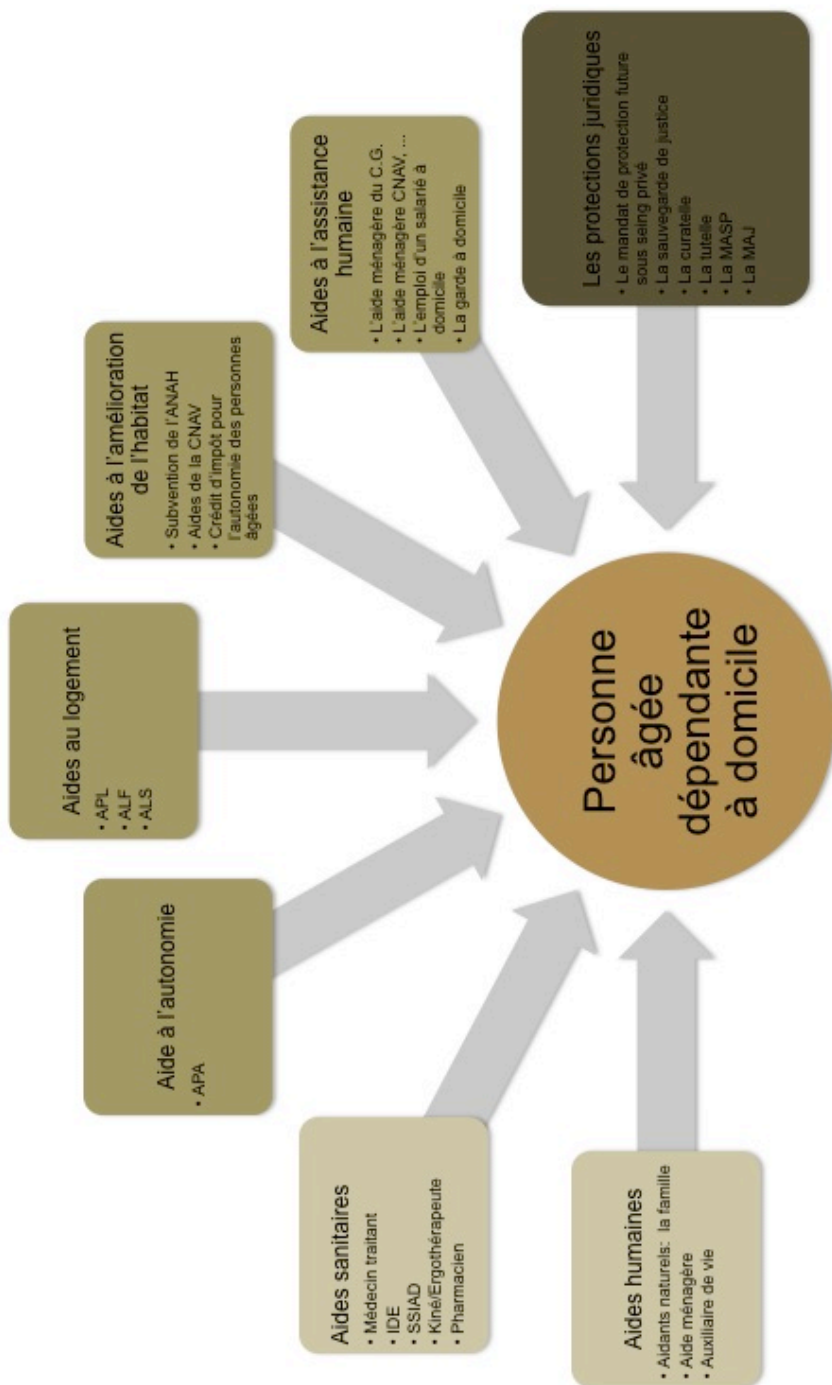 Aides humaines
• Aidants naturels: la famille
• Aide ménagère
• Auxiliaire de vie
Aides sanitaires
• Médecin traitant
• IDE
• SSIAD
• Kiné/Ergothérapeute
• Pharmacien
Aide à l'autonomie
• APA
Aides au logement
• APL
• ALF
• ALS
Aides à l'amélioration
de l'habitat
• Subvention de l'ANAH
• Aides de la CNAV
• Crédit d'impôt pour
l'autonomie des personnes
âgées
Aides à l'assistance
humaine
• L'aide ménagère du C.G.
• L'aide ménagère CNAV, ...
• L'emploi d'un salarié à
domicile
• La garde à domicile
Les protections juridiques
• Le mandat de protection future
sous seing privé
• La sauvegarde de justice
• La curatelle
• La tutelle
• La MASP
• La MAJ
Personne
âgée
dépendante
à domicile